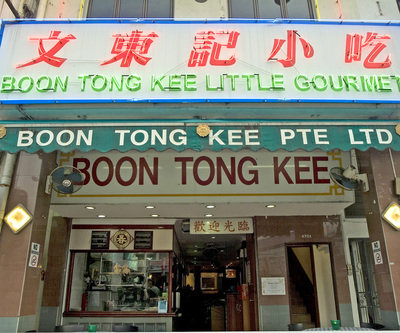 文東記小吃
BOON TONG KEE LITTLE GOURMET
BOON TONG KEE PTE LTD
BOON TONG KEE
歡迎光臨